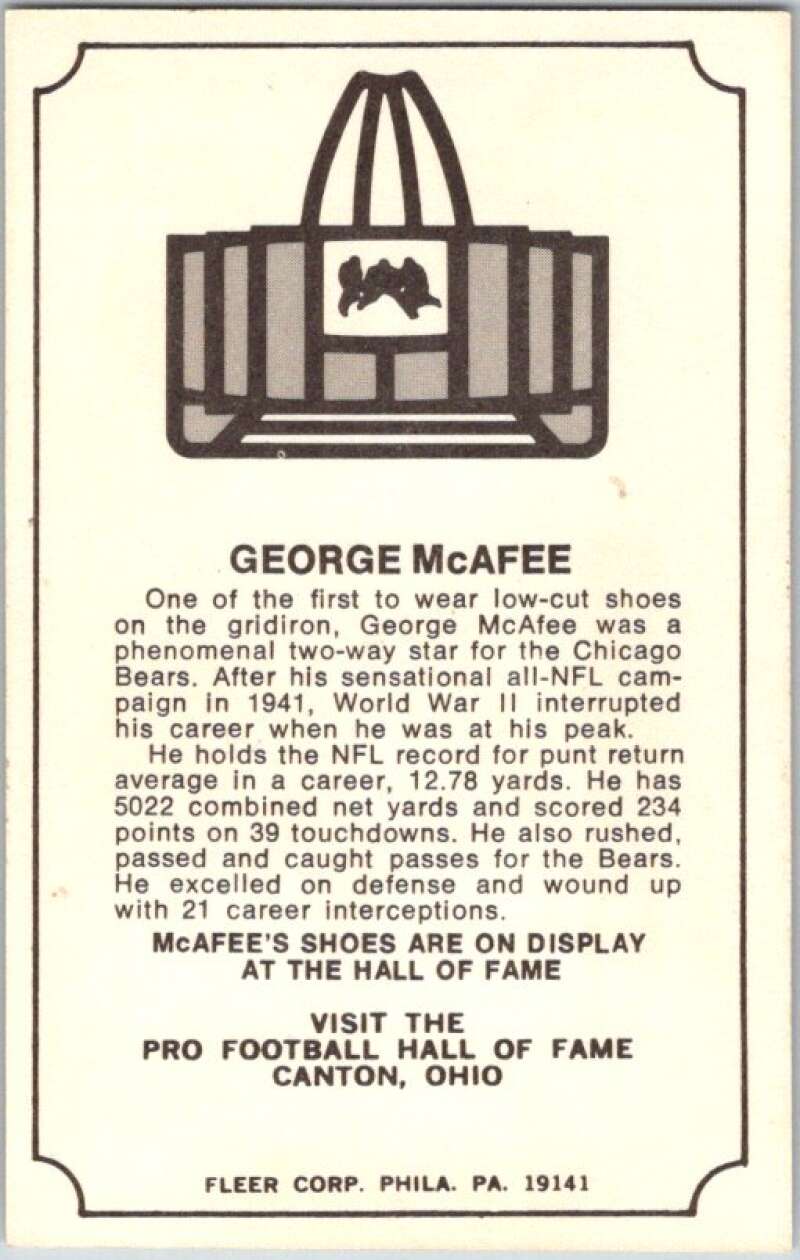 GEORGE McAFEE
One of the first to wear low-cut shoes
on the gridiron, George McAfee was a
phenomenal two-way star for the Chicago
Bears. After his sensational all-NFL cam-
paign in 1941, World War II interrupted
his career when he was at his peak.
He holds the NFL record for punt return
average in a career, 12.78 yards. He has
5022 combined net yards and scored 234
points on 39 touchdowns. He also rushed,
passed and caught passes for the Bears.
He excelled on defense and wound up
with 21 career interceptions.
McAFEE'S SHOES ARE ON DISPLAY
AT THE HALL OF FAME
VISIT THE
PRO FOOTBALL HALL OF FAME
CANTON, OHIO
FLEER CORP. PHILA. PA. 19141